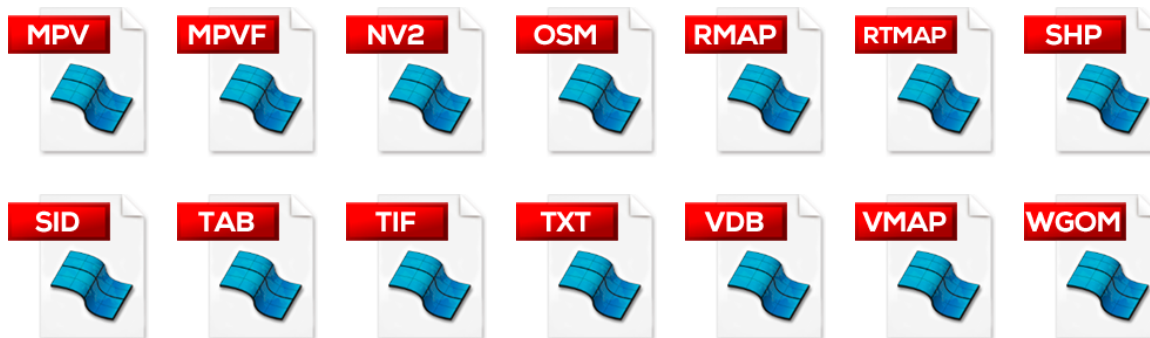 MPV
MPVF
NV2
OSM
RMAP
RTMAP
SHP
SID
TAB
TIF
TXT
VDB
VMAP
WGOM